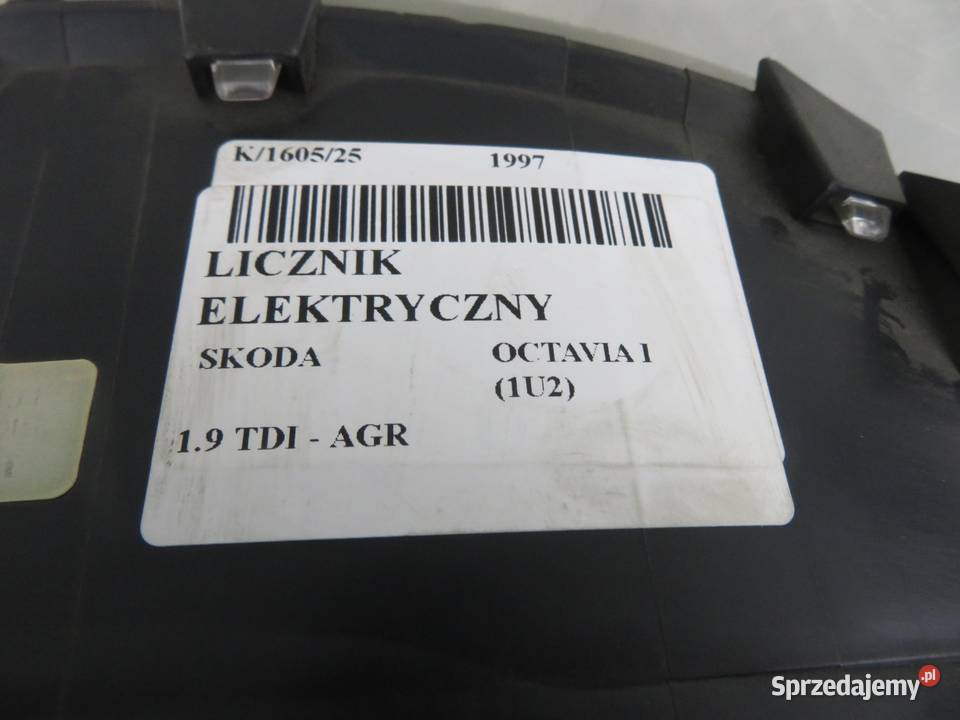 K/1605/25 1997
LICZNIK
ELEKTRYCZNY
SKODA OCTAVIA I
(1U2)
1.9 TDI - AGR
Sprzedajemy.pl